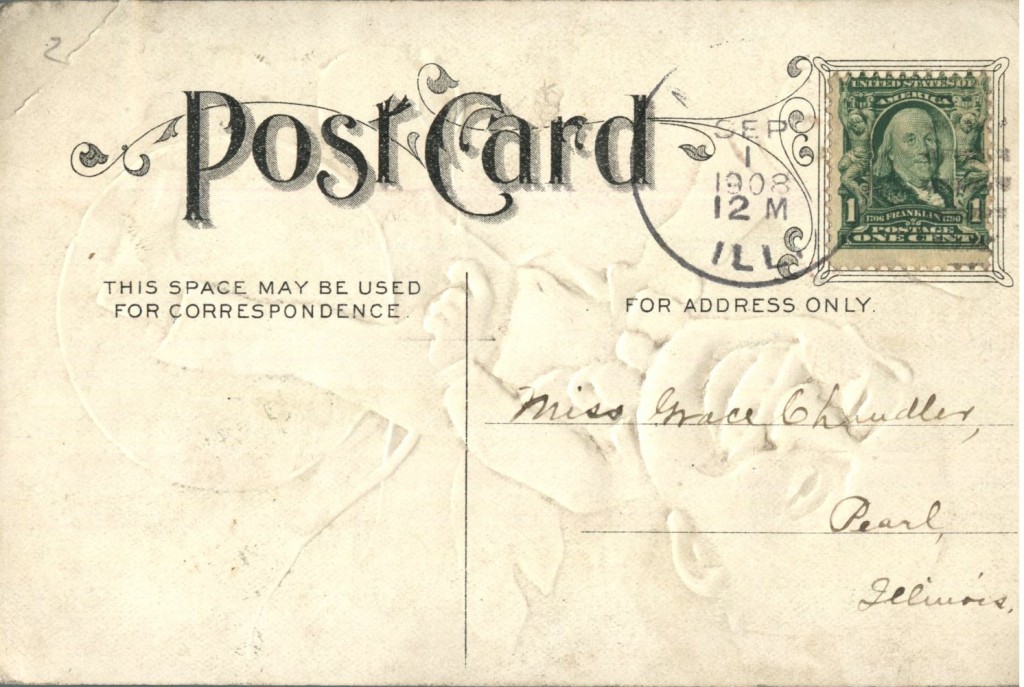 2
Post Card
SEP
1
1908
12 M
ILL
UNITED STATES OF
AMERICA
1 1706 FRANKLIN 1790 1
POSTAGE
ONE CENT
THIS SPACE MAY BE USED
FOR CORRESPONDENCE.
FOR ADDRESS ONLY.
Miss Grace Chandler,
Pearl,
Illinois.